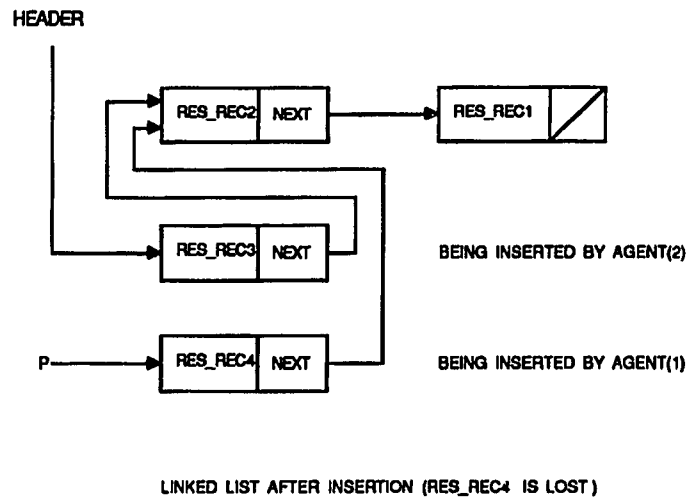 HEADER
RES_REC2 NEXT RES_REC1
RES_REC3 NEXT BEING INSERTED BY AGENT(2)
P RES_REC4 NEXT BEING INSERTED BY AGENT(1)
LINKED LIST AFTER INSERTION (RES_REC4 IS LOST)